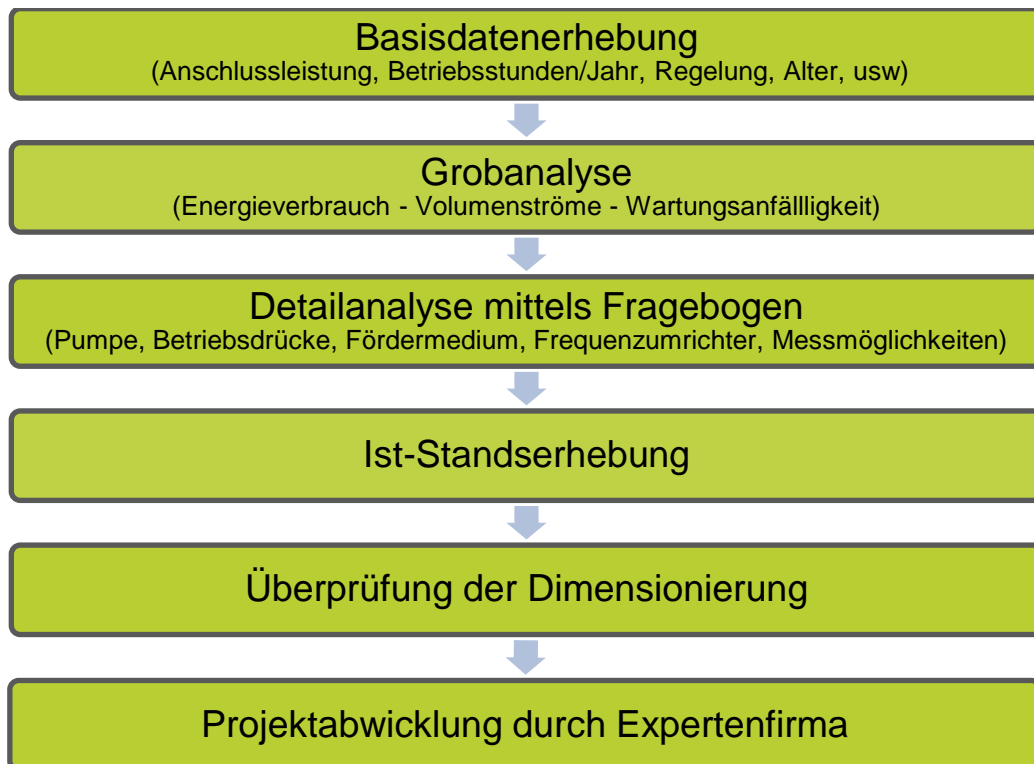 Basisdatenerhebung
(Anschlussleistung, Betriebsstunden/Jahr, Regelung, Alter, usw)
Grobanalyse
(Energieverbrauch - Volumenströme - Wartungsanfällligkeit)
Detailanalyse mittels Fragebogen
(Pumpe, Betriebsdrücke, Fördermedium, Frequenzumrichter, Messmöglichkeiten)
Ist-Standserhebung
Überprüfung der Dimensionierung
Projektabwicklung durch Expertenfirma